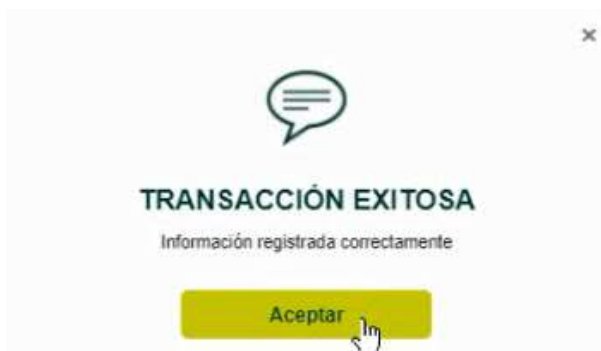 TRANSACCIÓN EXITOSA
Información registrada correctamente
Aceptar